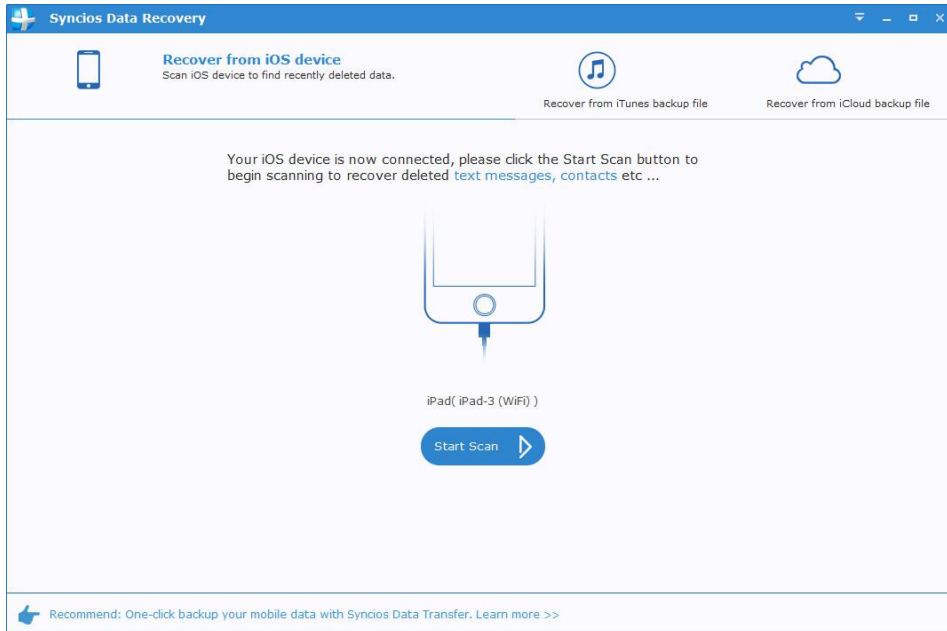 Syncios Data Recovery
Recover from iOS device
Scan iOS device to find recently deleted data.
Recover from iTunes backup file
Recover from iCloud backup file
Your iOS device is now connected, please click the Start Scan button to
begin scanning to recover deleted text messages, contacts etc ...
iPad( iPad-3 (WiFi) )
Start Scan
Recommend: One-click backup your mobile data with Syncios Data Transfer. Learn more >>